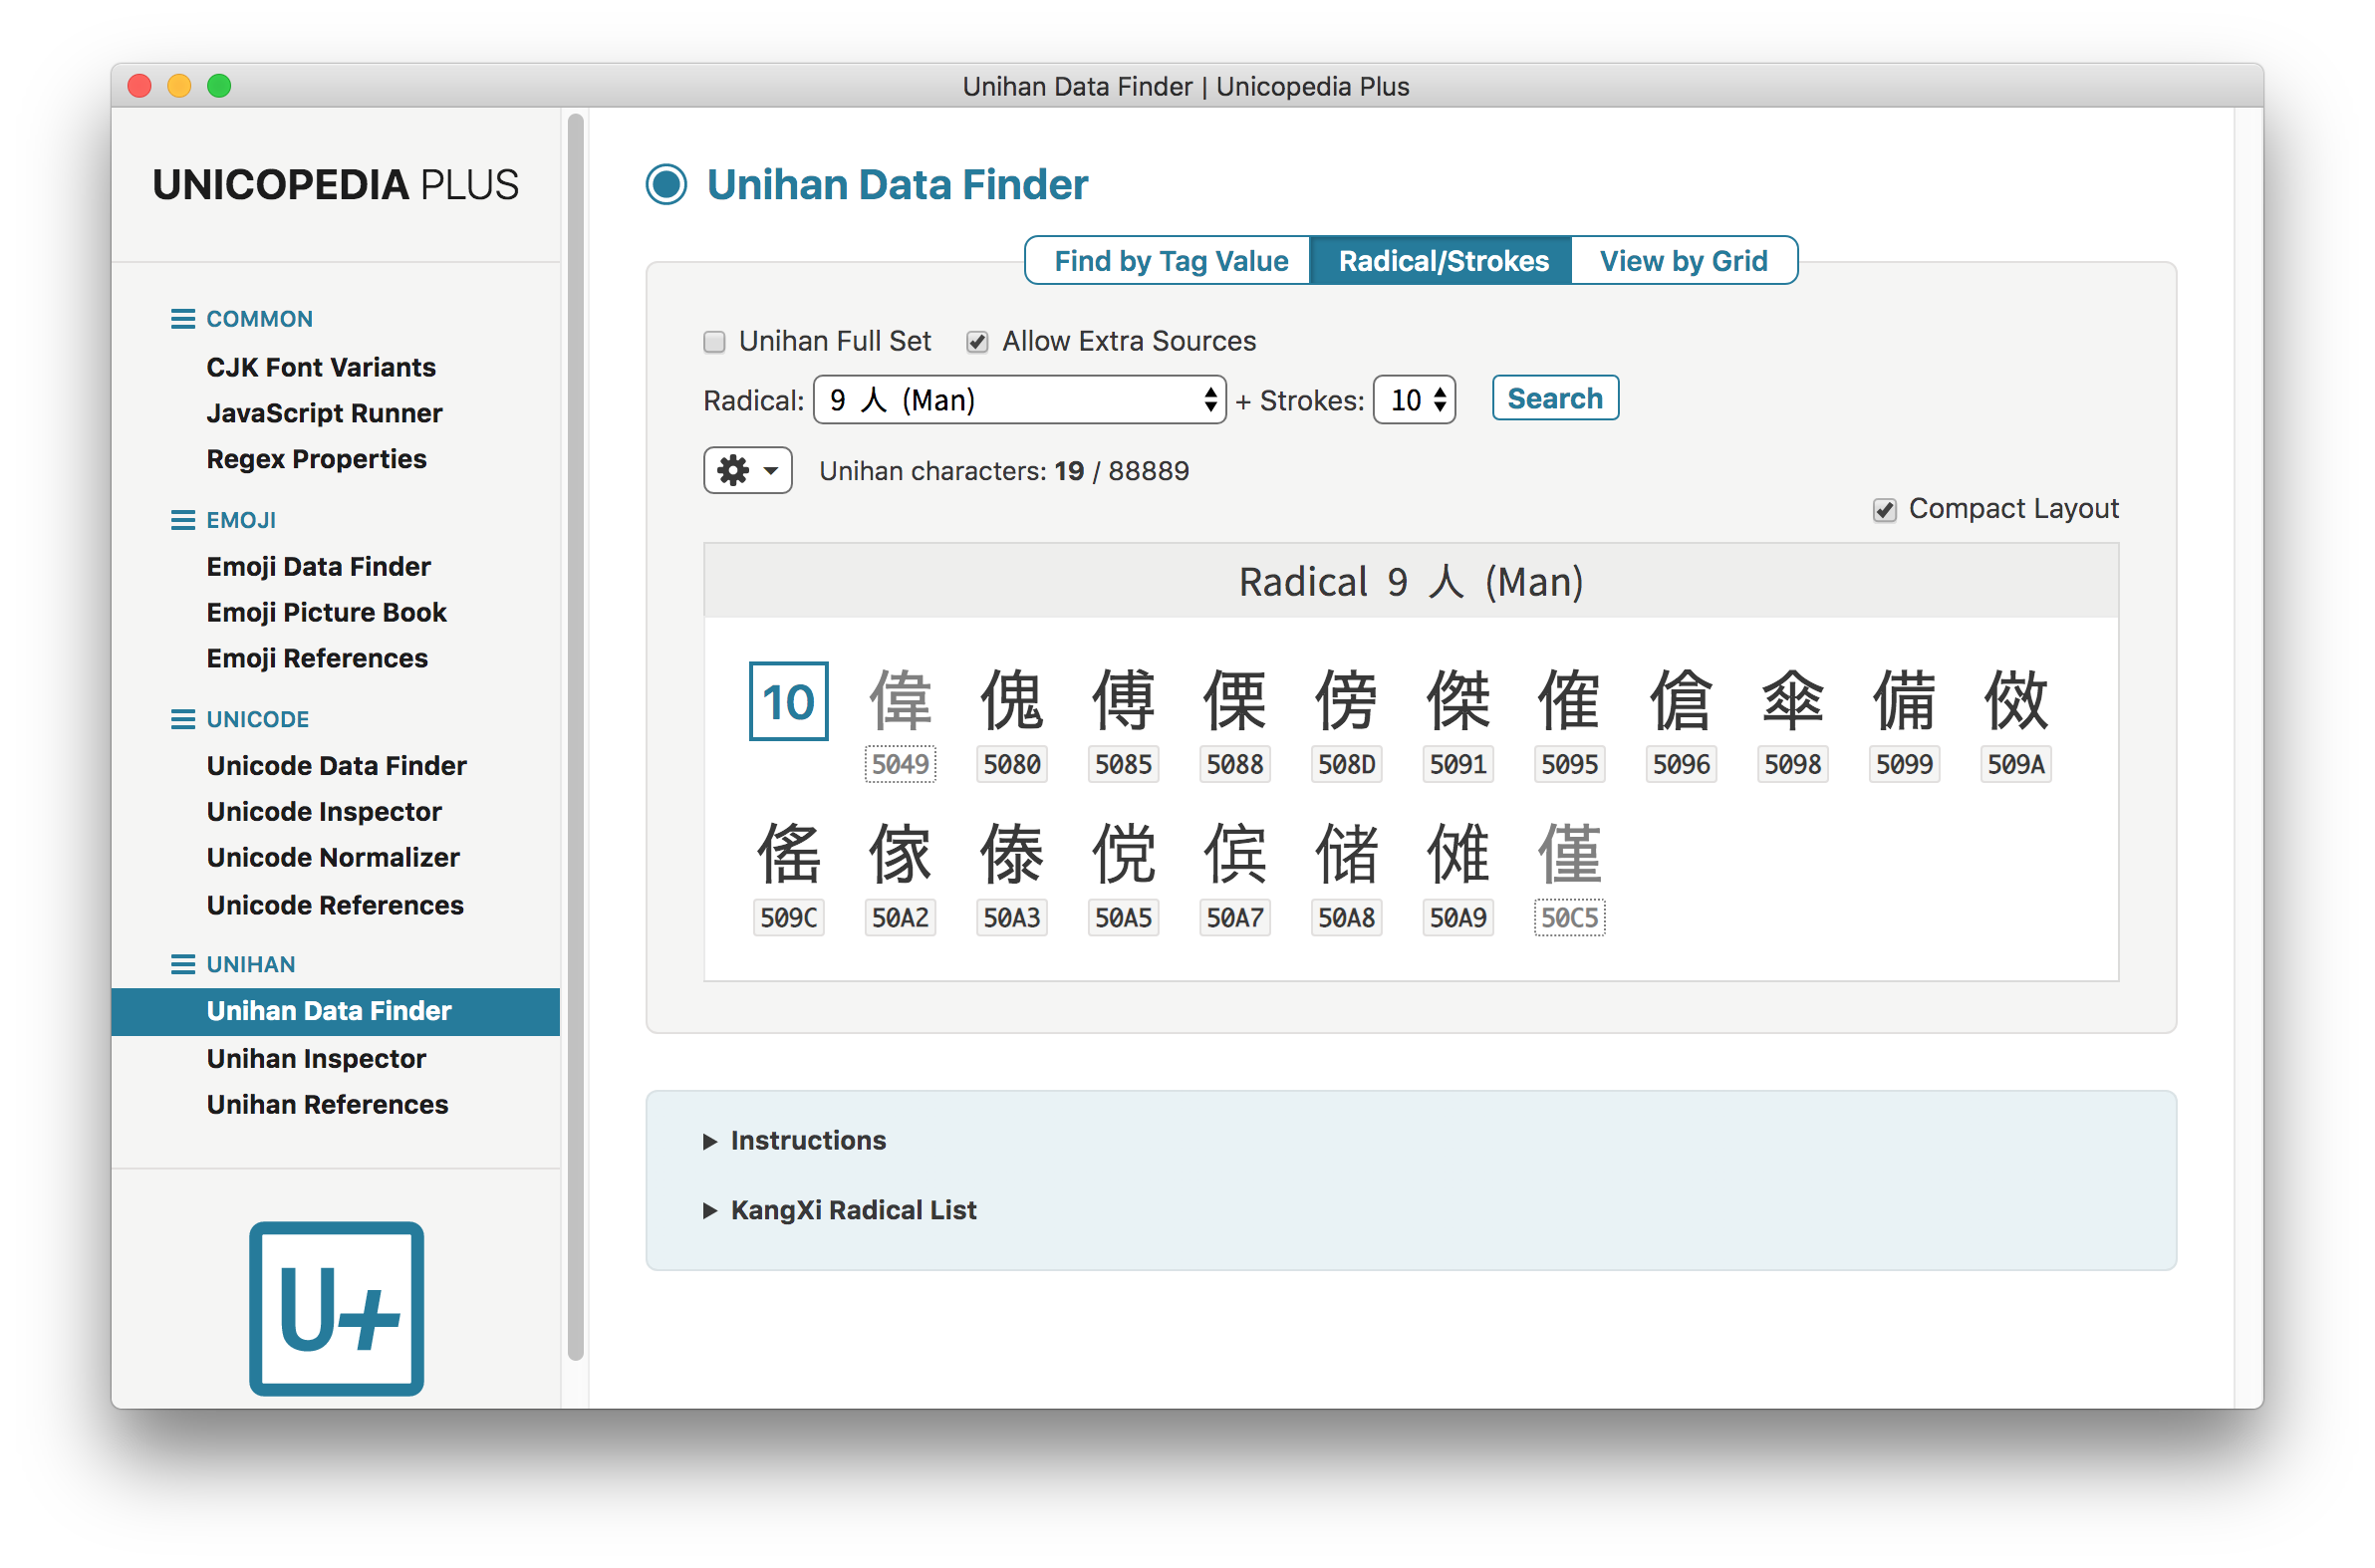 Unihan Data Finder | Unicopedia Plus
UNICOPEDIA PLUS
COMMON
CJK Font Variants
JavaScript Runner
Regex Properties
EMOJI
Emoji Data Finder
Emoji Picture Book
Emoji References
UNICODE
Unicode Data Finder
Unicode Inspector
Unicode Normalizer
Unicode References
UNIHAN
Unihan Data Finder
Unihan Inspector
Unihan References
U+
Unihan Data Finder
Find by Tag Value Radical/Strokes View by Grid
Unihan Full Set Allow Extra Sources
Radical: 9 人 (Man) + Strokes: 10 Search
Unihan characters: 19 / 88889
Compact Layout
Radical 9 人 (Man)
10 偉 傀 傅 傈 傍 傑 傕 傖 傘 備 傚
5049 5080 5085 5088 508D 5091 5095 5096 5098 5099 509A
傜 傢 傣 傥 傧 储 傩 僅
509C 50A2 50A3 50A5 50A7 50A8 50A9 50C5
Instructions
KangXi Radical List